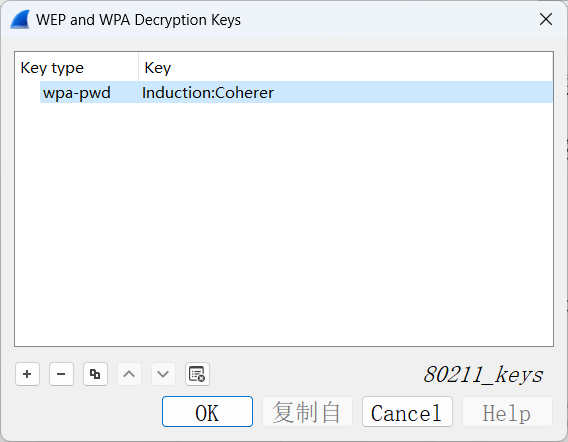 WEP and WPA Decryption Keys
Key type Key
wpa-pwd Induction:Coherer
80211_keys
OK 复制自 Cancel Help